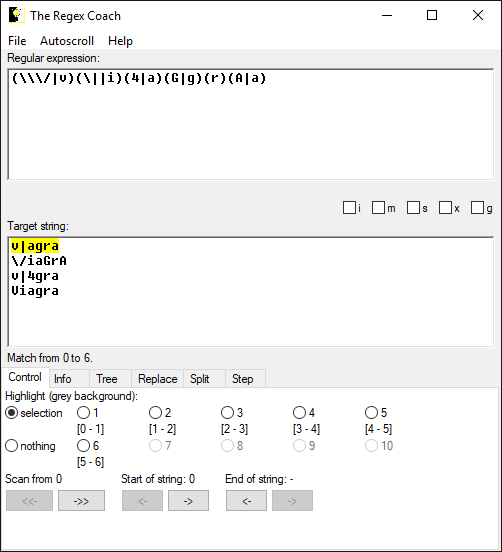 The Regex Coach
File Autoscroll Help
Regular expression:
(\\\/|v)(\||i)(4|a)(G|g)(r)(A|a)
i m s x g
Target string:
v|agra
\/iaGrA
v|4gra
Viagra
Match from 0 to 6.
Control Info Tree Replace Split Step
Highlight (grey background):
selection 1 2 3 4 5
[0 - 1] [1 - 2] [2 - 3] [3 - 4] [4 - 5]
nothing 6 7 8 9 10
[5 - 6]
Scan from 0 Start of string: 0 End of string: -
<<- ->> <- -> <- ->